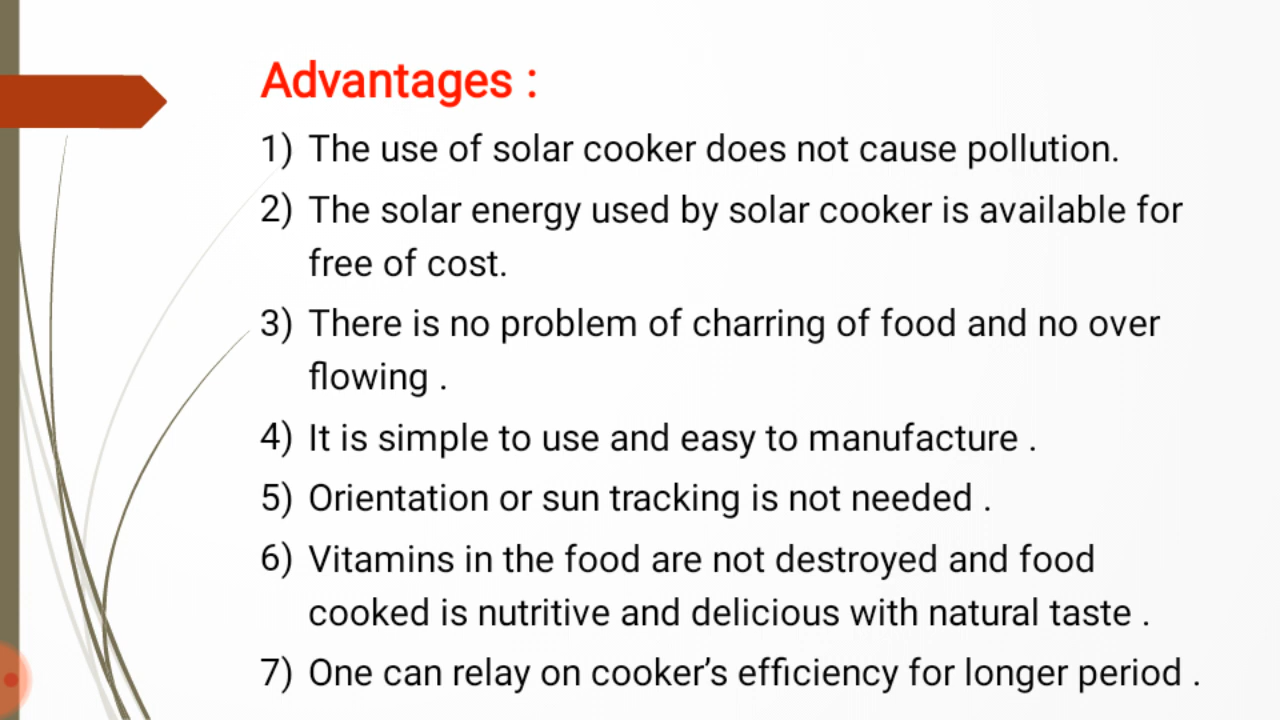 Advantages :
1) The use of solar cooker does not cause pollution.
2) The solar energy used by solar cooker is available for
free of cost.
3) There is no problem of charring of food and no over
flowing .
4) It is simple to use and easy to manufacture .
5) Orientation or sun tracking is not needed .
6) Vitamins in the food are not destroyed and food
cooked is nutritive and delicious with natural taste .
7) One can relay on cooker’s efficiency for longer period .